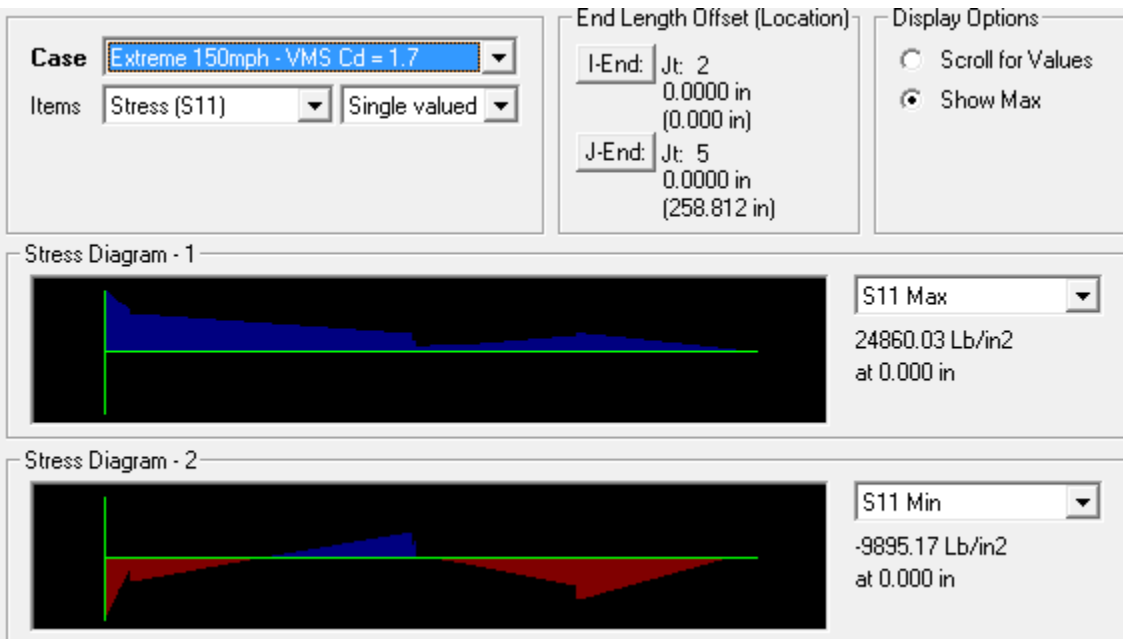 Case Extreme 150mph - VMS Cd = 1.7
Items Stress (S11) Single valued
End Length Offset (Location)
I-End: Jt: 2
0.0000 in
(0.000 in)
J-End: Jt: 5
0.0000 in
(258.812 in)
Display Options
Scroll for Values
Show Max
Stress Diagram - 1
S11 Max
24860.03 Lb/in2
at 0.000 in
Stress Diagram - 2
S11 Min
-9895.17 Lb/in2
at 0.000 in